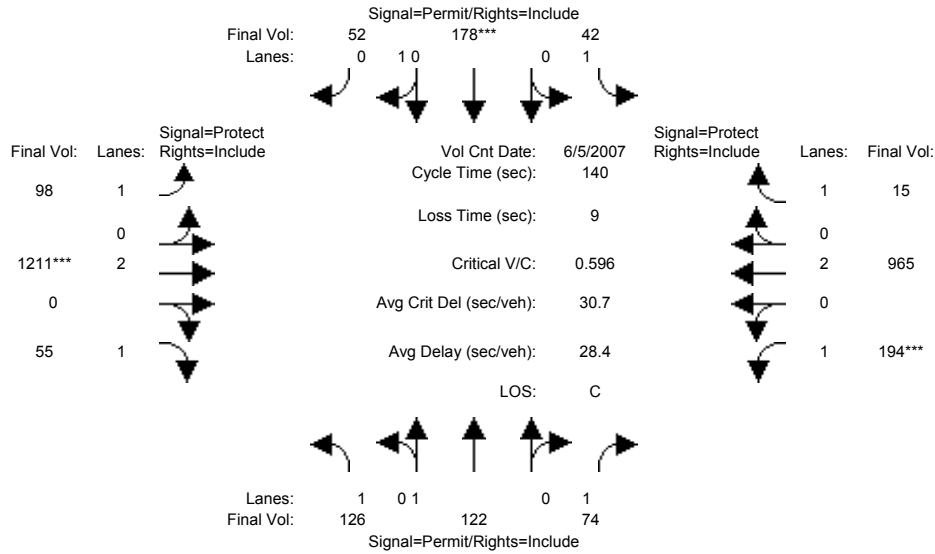 Signal=Permit/Rights=Include
Final Vol: 52 178*** 42
Lanes: 0 1 0 0 1
Signal=Protect Signal=Protect
Final Vol: Lanes: Rights=Include Vol Cnt Date: 6/5/2007 Rights=Include Lanes: Final Vol:
Cycle Time (sec): 140
98 1 1 15
Loss Time (sec): 9
0 0
1211*** 2 Critical V/C: 0.596 2 965
0 Avg Crit Del (sec/veh): 30.7 0
55 1 Avg Delay (sec/veh): 28.4 1 194***
LOS: C
Lanes: 1 0 1 0 1
Final Vol: 126 122 74
Signal=Permit/Rights=Include